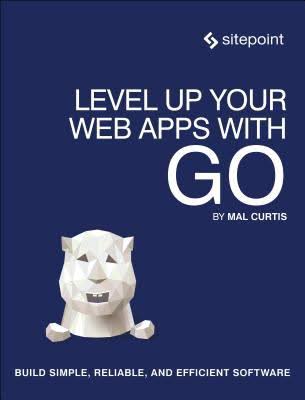 sitepoint
LEVEL UP YOUR
WEB APPS WITH
GO
BY MAL CURTIS
BUILD SIMPLE, RELIABLE, AND EFFICIENT SOFTWARE